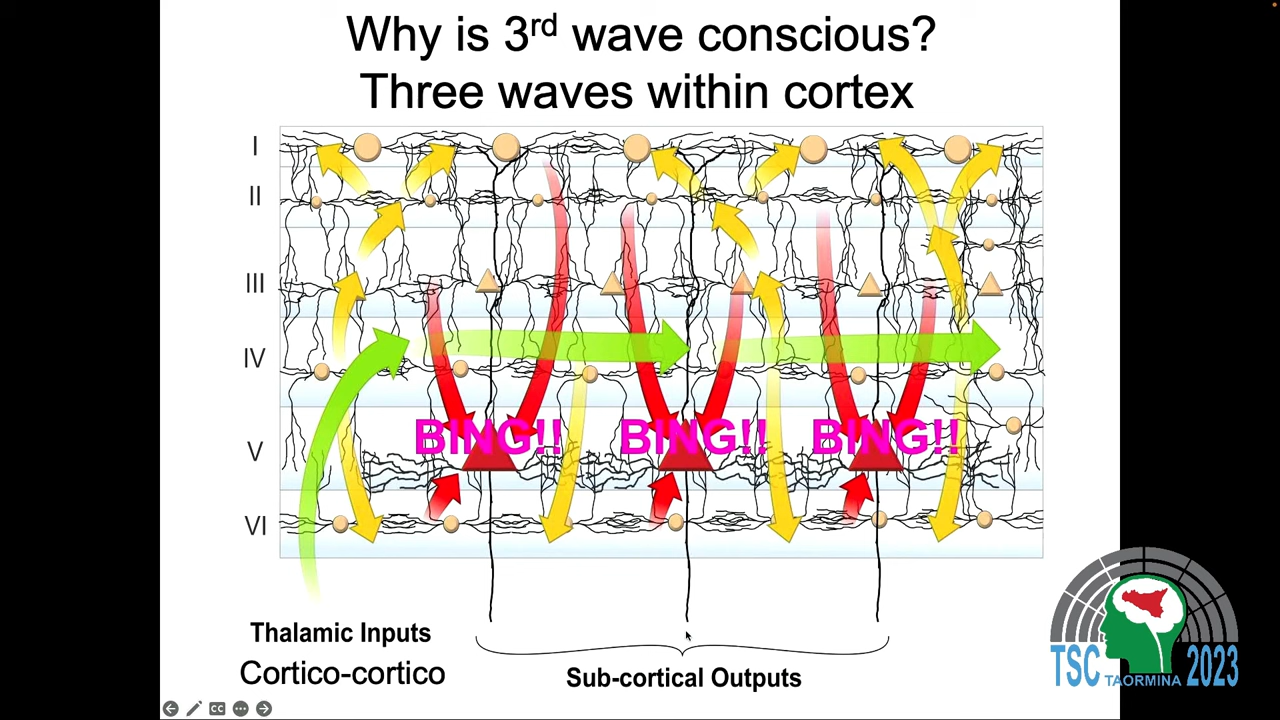 Why is 3rd wave conscious?
Three waves within cortex
I
II
III
IV
V
VI
BING!! BING!! BING!!
Thalamic Inputs
Cortico-cortico
Sub-cortical Outputs
TSC TAORMINA 2023
CC